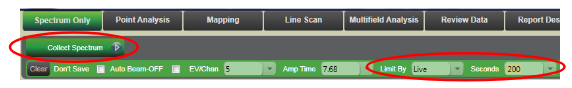 Spectrum Only Point Analysis Mapping Line Scan Multifield Analysis Review Data Report Des
Collect Spectrum
Clear Don't Save Auto Beam-OFF EV/Chan 5 Amp Time 7.68 Limit By Live Seconds 200